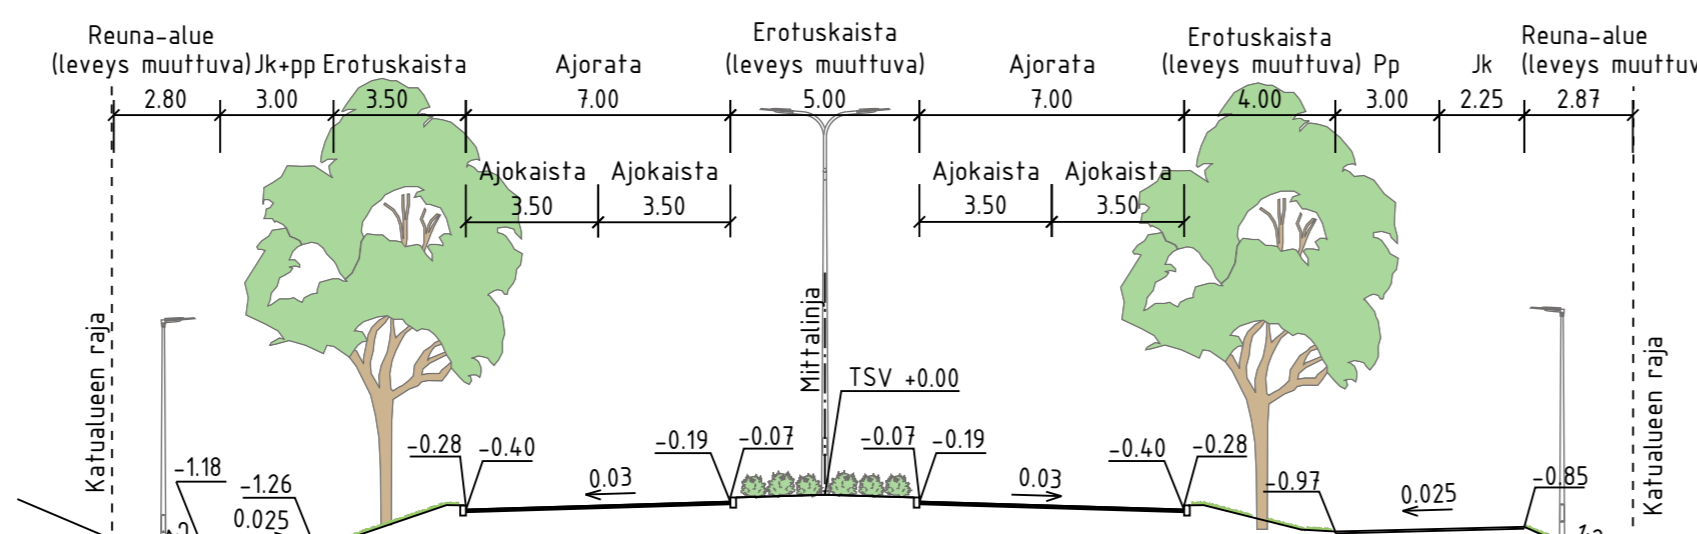 Reuna-alue
(leveys muuttuva)
Jk+pp
Erotuskaista
Ajorata
Erotuskaista
(leveys muuttuva)
Ajorata
Erotuskaista
(leveys muuttuva)
Pp
Jk
Reuna-alue
(leveys muuttuv
2.80
3.00
3.50
7.00
5.00
7.00
4.00
3.00
2.25
2.87
Ajokaista
Ajokaista
Ajokaista
Ajokaista
3.50
3.50
3.50
3.50
Katualueen raja
Mittalinja
Katualueen raja
TSV +0.00
-0.28
-0.40
-0.19
-0.07
-0.07
-0.19
-0.40
-0.28
-1.18
-1.26
0.025
0.03
0.03
-0.97
0.025
-0.85